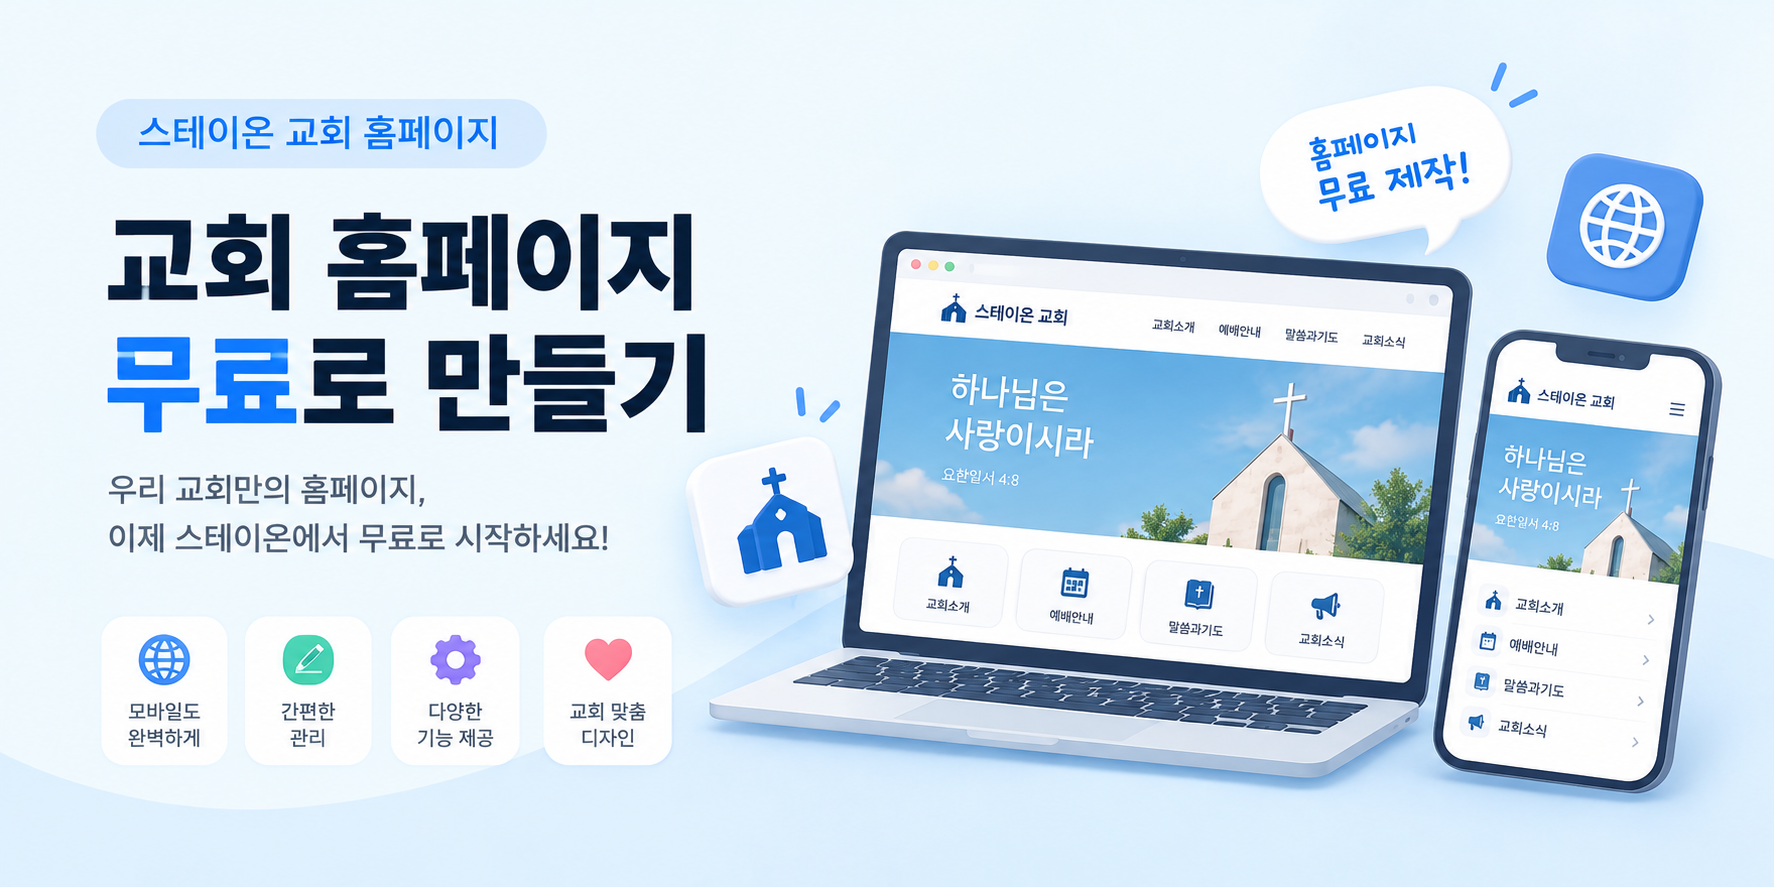 스테이온 교회 홈페이지
교회 홈페이지
무료로 만들기
우리 교회만의 홈페이지,
이제 스테이온에서 무료로 시작하세요!
모바일도
완벽하게
간편한
관리
다양한
기능 제공
교회 맞춤
디자인
홈페이지
무료 제작!
스테이온 교회
교회소개 예배안내 말씀과기도 교회소식
하나님은
사랑이시라
요한일서 4:8
교회소개
예배안내
말씀과기도
교회소식
스테이온 교회
하나님은
사랑이시라
요한일서 4:8
교회소개
예배안내
말씀과기도
교회소식